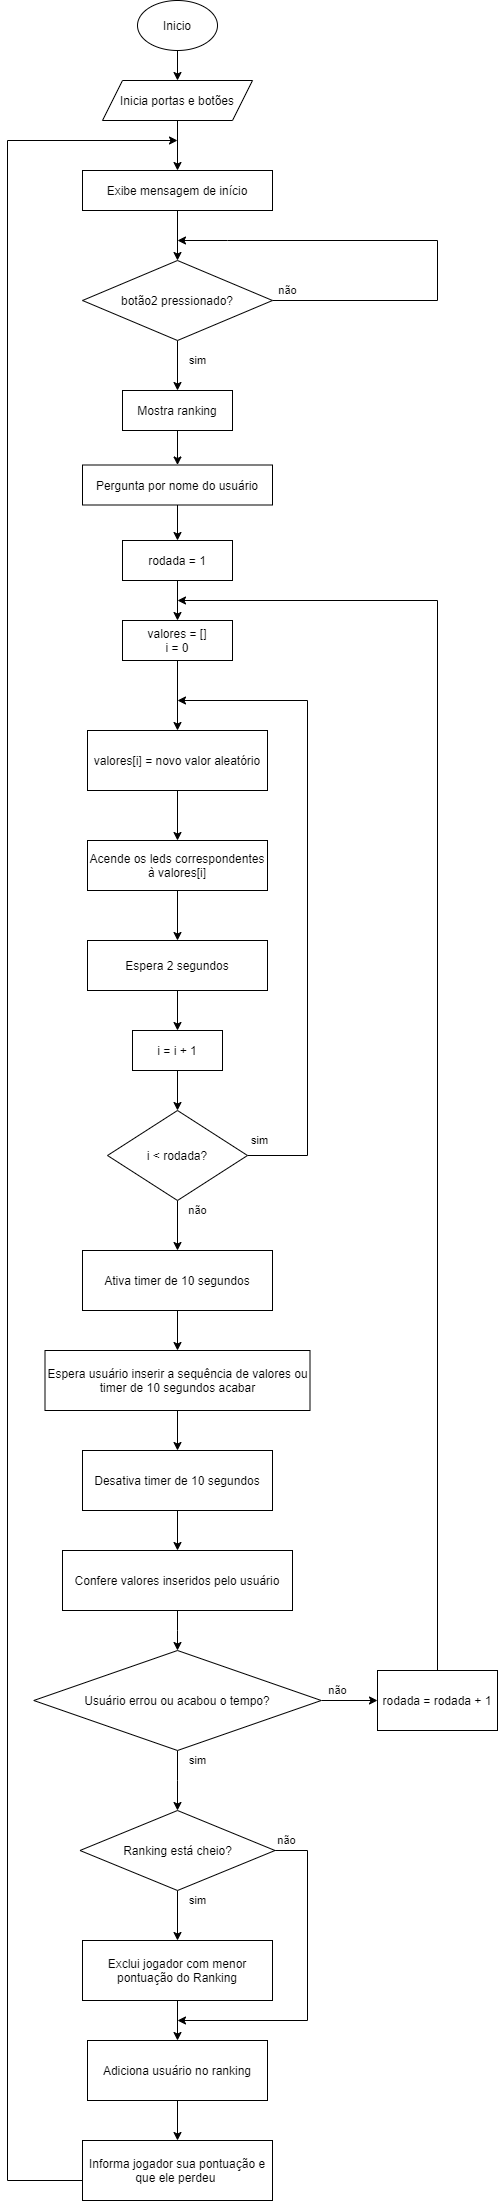 Inicio
Inicia portas e botões
Exibe mensagem de início
botão2 pressionado?
não
sim
Mostra ranking
Pergunta por nome do usuário
rodada = 1
valores = []
i = 0
valores[i] = novo valor aleatório
Acende os leds correspondentes
à valores[i]
Espera 2 segundos
i = i + 1
i < rodada?
sim
não
Ativa timer de 10 segundos
Espera usuário inserir a sequência de valores ou
timer de 10 segundos acabar
Desativa timer de 10 segundos
Confere valores inseridos pelo usuário
Usuário errou ou acabou o tempo?
não
rodada = rodada + 1
sim
Ranking está cheio?
não
sim
Exclui jogador com menor
pontuação do Ranking
Adiciona usuário no ranking
Informa jogador sua pontuação e
que ele perdeu